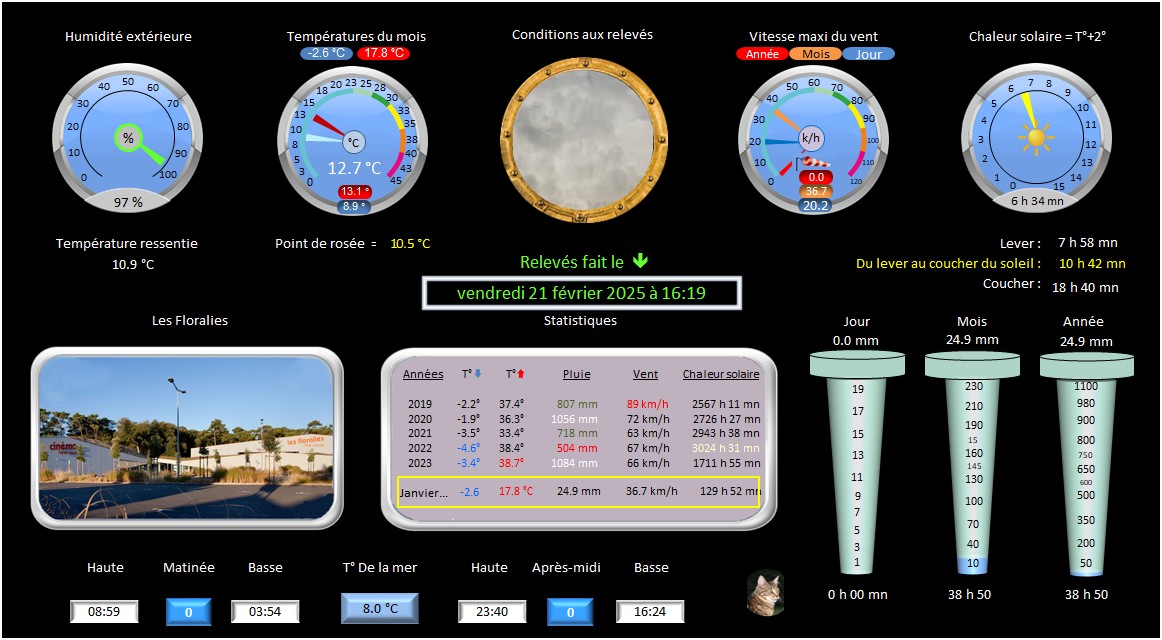 Humidité extérieure
Températures du mois
Conditions aux relevés
Vitesse maxi du vent
Chaleur solaire = T°+2°
-2.6 °C 17.8 °C
Année Mois Jour
0 10 20 30 40 50 60 70 80 90 100
%
97 %
0 3 5 8 10 13 15 18 20 23 25 28 30 33 35 38 40 43 45
°C
12.7 °C
13.1 °
8.9 °
0 10 20 30 40 50 60 70 80 90 100 110 120
k/h
0.0
36.7
20.2
0 1 2 3 4 5 6 7 8 9 10 11 12 13 14 15
6 h 34 mn
Température ressentie
10.9 °C
Point de rosée = 10.5 °C
Lever : 7 h 58 mn
Du lever au coucher du soleil : 10 h 42 mn
Coucher : 18 h 40 mn
Relevés fait le
vendredi 21 février 2025 à 16:19
Les Floralies
cinéma
les floralies
Statistiques
Années T° T° Pluie Vent Chaleur solaire
2019 -2.2° 37.4° 807 mm 89 km/h 2567 h 11 mn
2020 -1.9° 36.3° 1056 mm 72 km/h 2726 h 27 mn
2021 -3.5° 33.4° 718 mm 63 km/h 2943 h 38 mn
2022 -4.6° 38.4° 504 mm 67 km/h 3024 h 31 mn
2023 -3.4° 38.7° 1084 mm 66 km/h 1711 h 55 mn
Janvier... -2.6 17.8 °C 24.9 mm 36.7 km/h 129 h 52 mn
Jour
0.0 mm
19
17
15
13
11
9
7
5
3
1
0 h 00 mn
Mois
24.9 mm
230
210
190
15
160
145
130
100
70
40
10
38 h 50
Année
24.9 mm
1100
980
900
800
750
650
600
500
350
200
50
38 h 50
Haute Matinée Basse
08:59 0 03:54
T° De la mer
8.0 °C
Haute Après-midi Basse
23:40 0 16:24